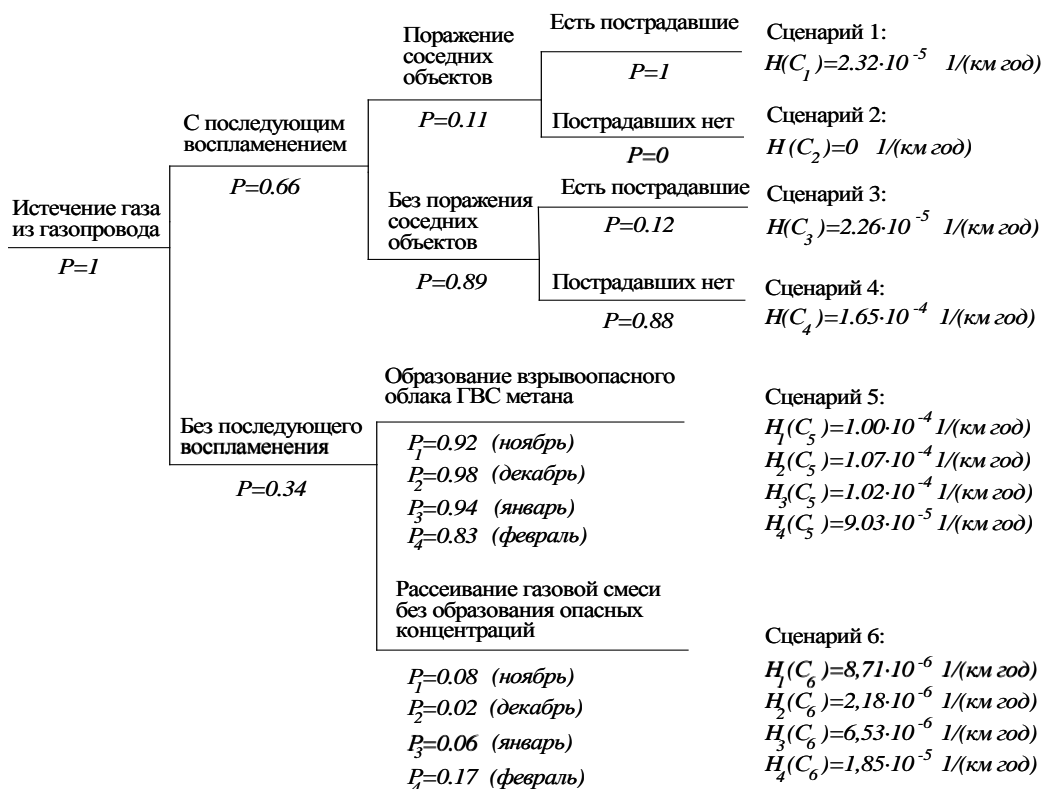 Истечение газа
из газопровода
P=1
С последующим
воспламенением
P=0.66
Поражение
соседних
объектов
P=0.11
Есть пострадавшие
P=1
Сценарий 1:
H(C1)=2.32·10 -5 1/(км год)
Пострадавших нет
P=0
Сценарий 2:
H (C2)=0 1/(км год)
Без поражения
соседних
объектов
P=0.89
Есть пострадавшие
P=0.12
Сценарий 3:
H(C3)=2.26·10 -5 1/(км год)
Пострадавших нет
P=0.88
Сценарий 4:
H(C4)=1.65·10 -4 1/(км год)
Без последующего
воспламенения
P=0.34
Образование взрывоопасного
облака ГВС метана
P1=0.92 (ноябрь)
P2=0.98 (декабрь)
P3=0.94 (январь)
P4=0.83 (февраль)
Сценарий 5:
H1(C5)=1.00·10 -4 1/(км год)
H2(C5)=1.07·10 -4 1/(км год)
H3(C5)=1.02·10 -4 1/(км год)
H4(C5)=9.03·10 -5 1/(км год)
Рассеивание газовой смеси
без образования опасных
концентраций
P1=0.08 (ноябрь)
P2=0.02 (декабрь)
P3=0.06 (январь)
P4=0.17 (февраль)
Сценарий 6:
H1(C6)=8,71·10 -6 1/(км год)
H2(C6)=2,18·10 -6 1/(км год)
H3(C6)=6,53·10 -6 1/(км год)
H4(C6)=1,85·10 -5 1/(км год)